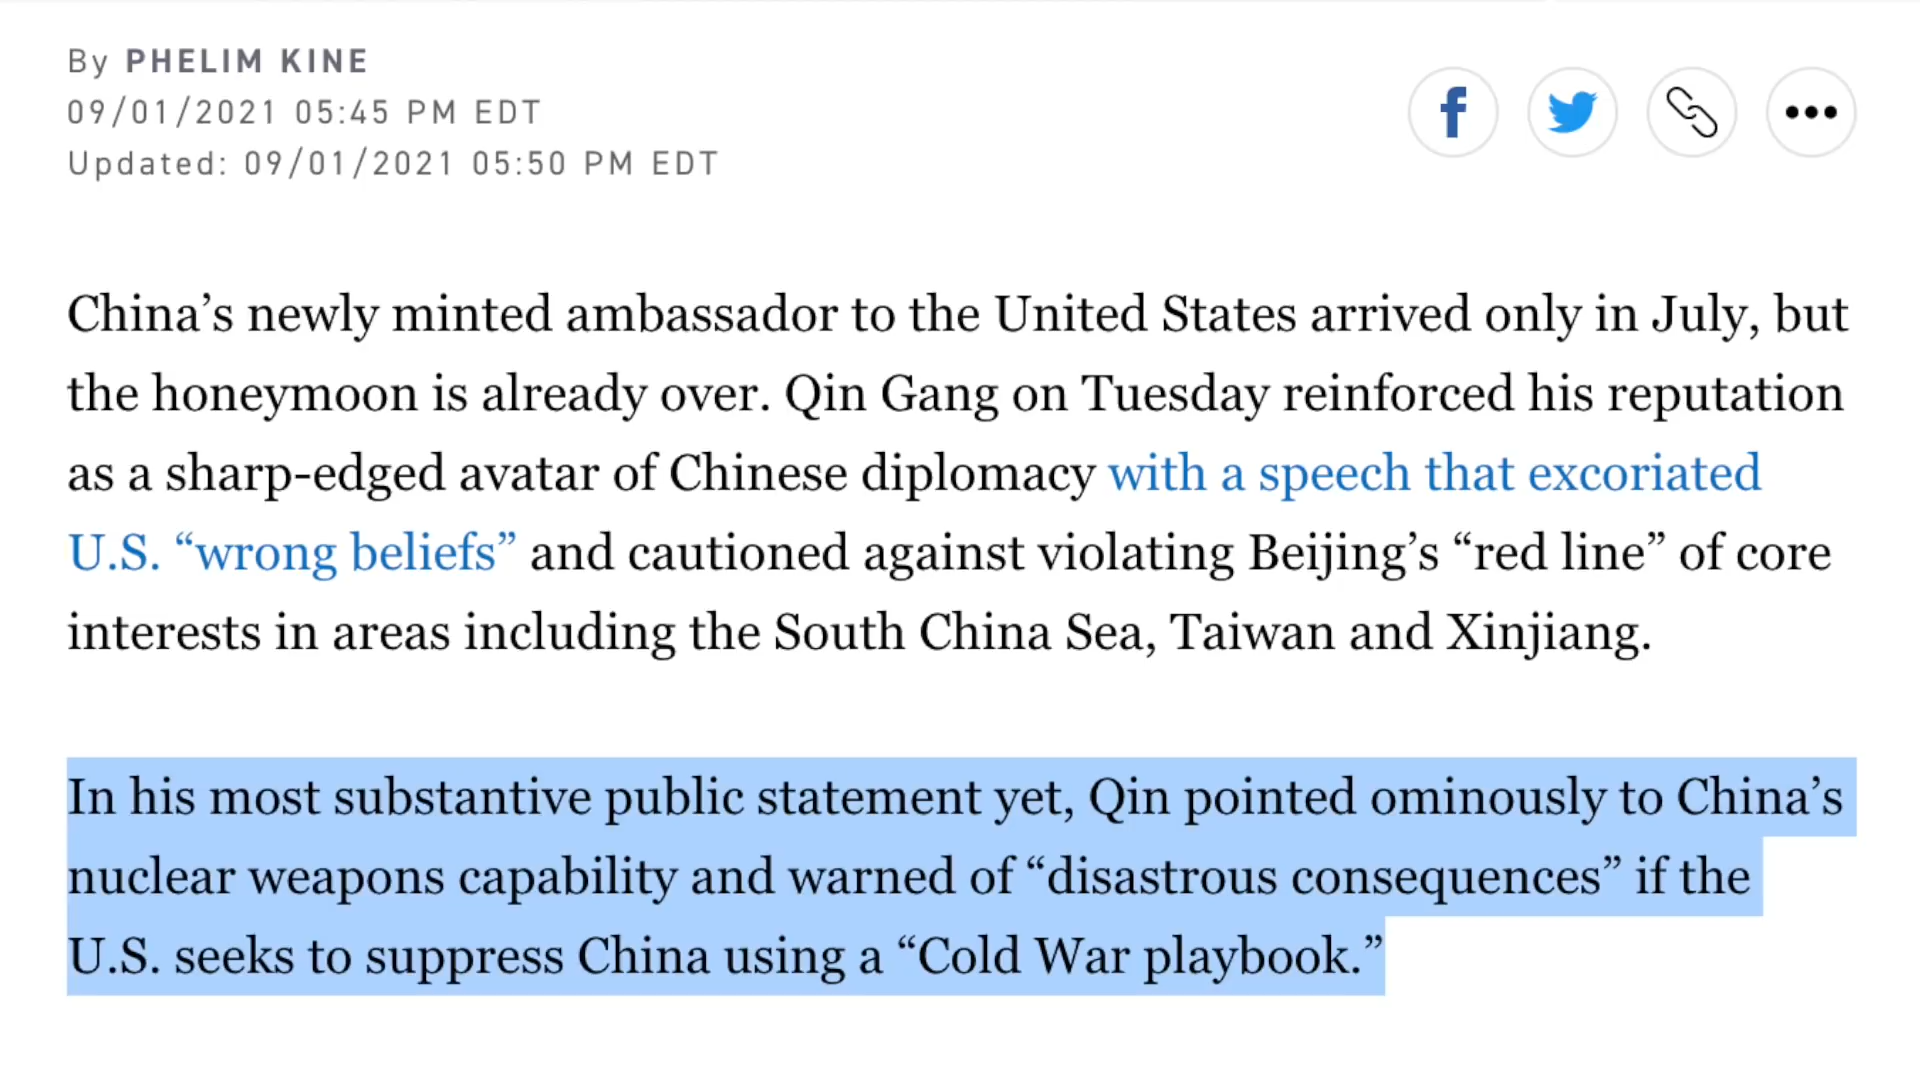 By PHELIM KINE
09/01/2021 05:45 PM EDT
Updated: 09/01/2021 05:50 PM EDT
China’s newly minted ambassador to the United States arrived only in July, but
the honeymoon is already over. Qin Gang on Tuesday reinforced his reputation
as a sharp-edged avatar of Chinese diplomacy with a speech that excoriated
U.S. “wrong beliefs” and cautioned against violating Beijing’s “red line” of core
interests in areas including the South China Sea, Taiwan and Xinjiang.
In his most substantive public statement yet, Qin pointed ominously to China’s
nuclear weapons capability and warned of “disastrous consequences” if the
U.S. seeks to suppress China using a “Cold War playbook.”